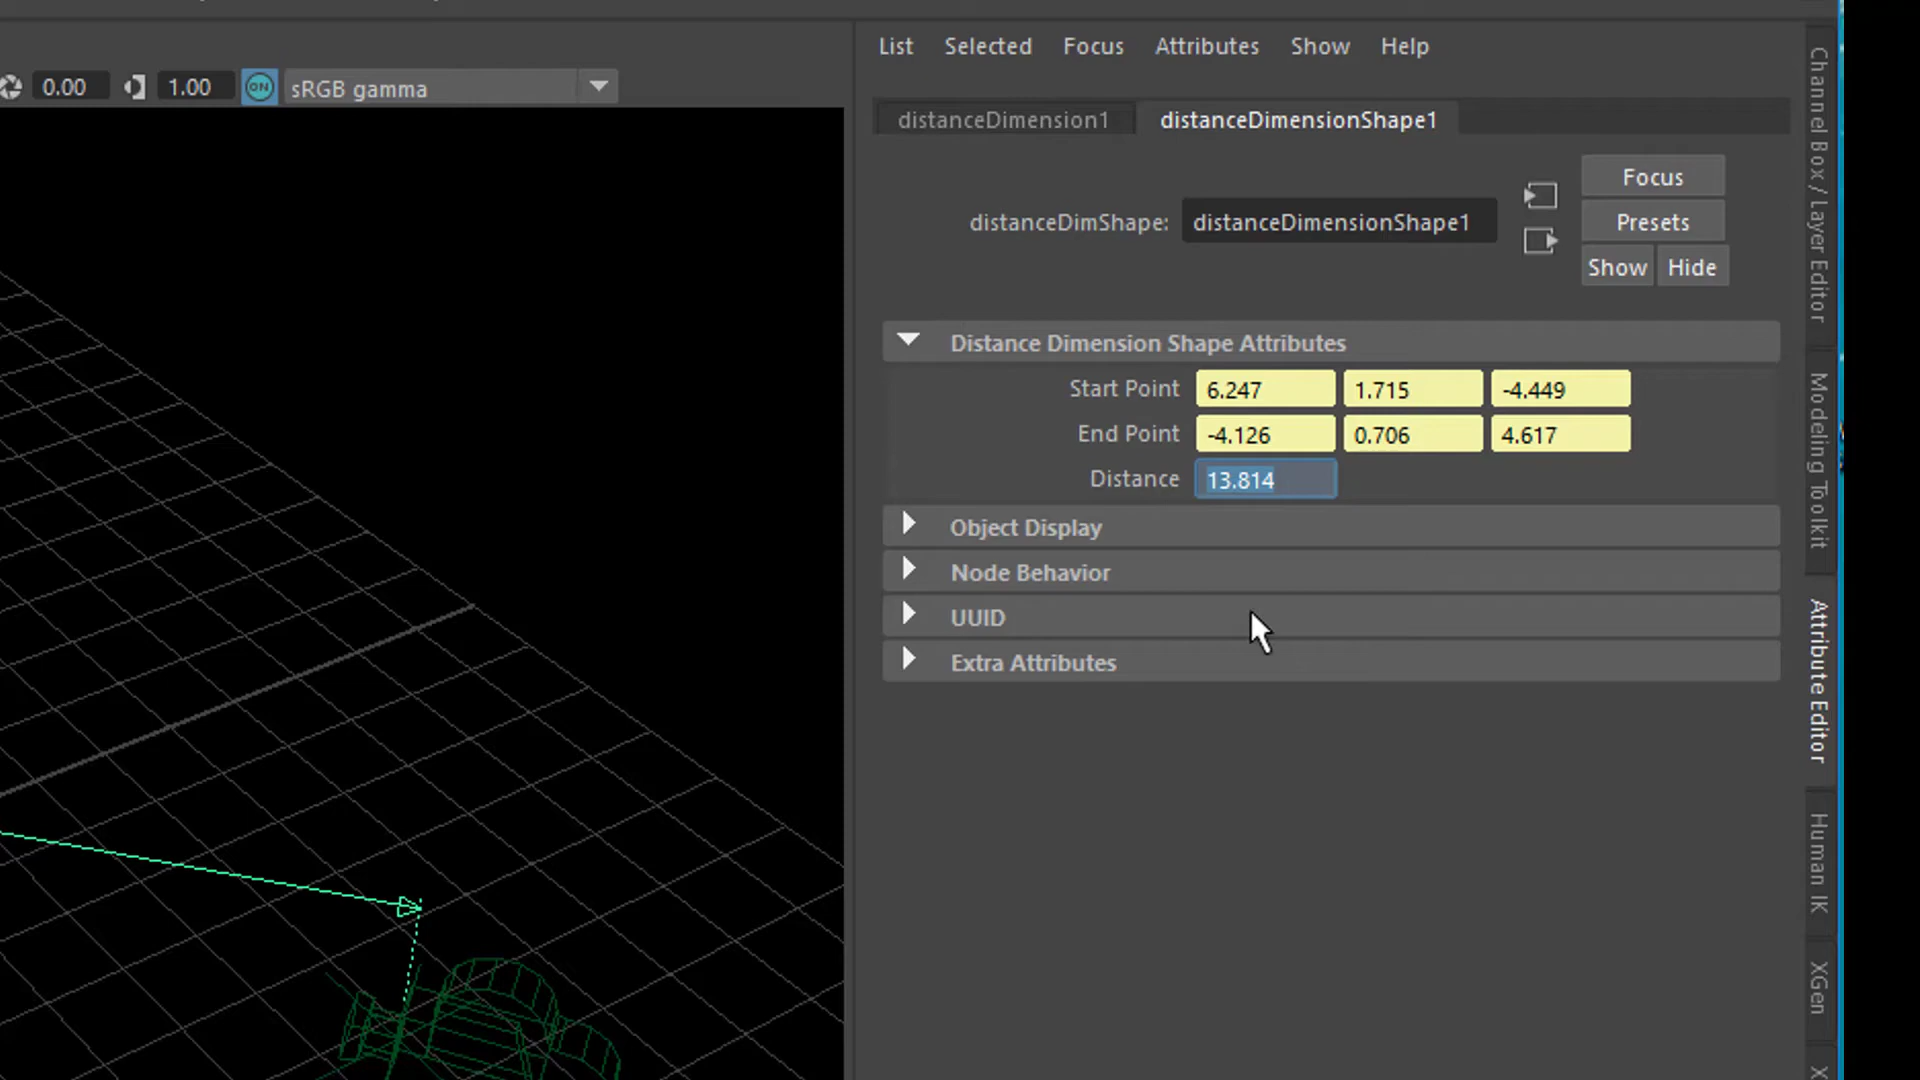 List Selected Focus Attributes Show Help
0.00 1.00 ON sRGB gamma
distanceDimension1 distanceDimensionShape1
distanceDimShape: distanceDimensionShape1
Focus
Presets
Show Hide
Distance Dimension Shape Attributes
Start Point 6.247 1.715 -4.449
End Point -4.126 0.706 4.617
Distance 13.814
Object Display
Node Behavior
UUID
Extra Attributes
Channel Box / Layer Editor
Modeling Toolkit
Attribute Editor
Human IK
XGen